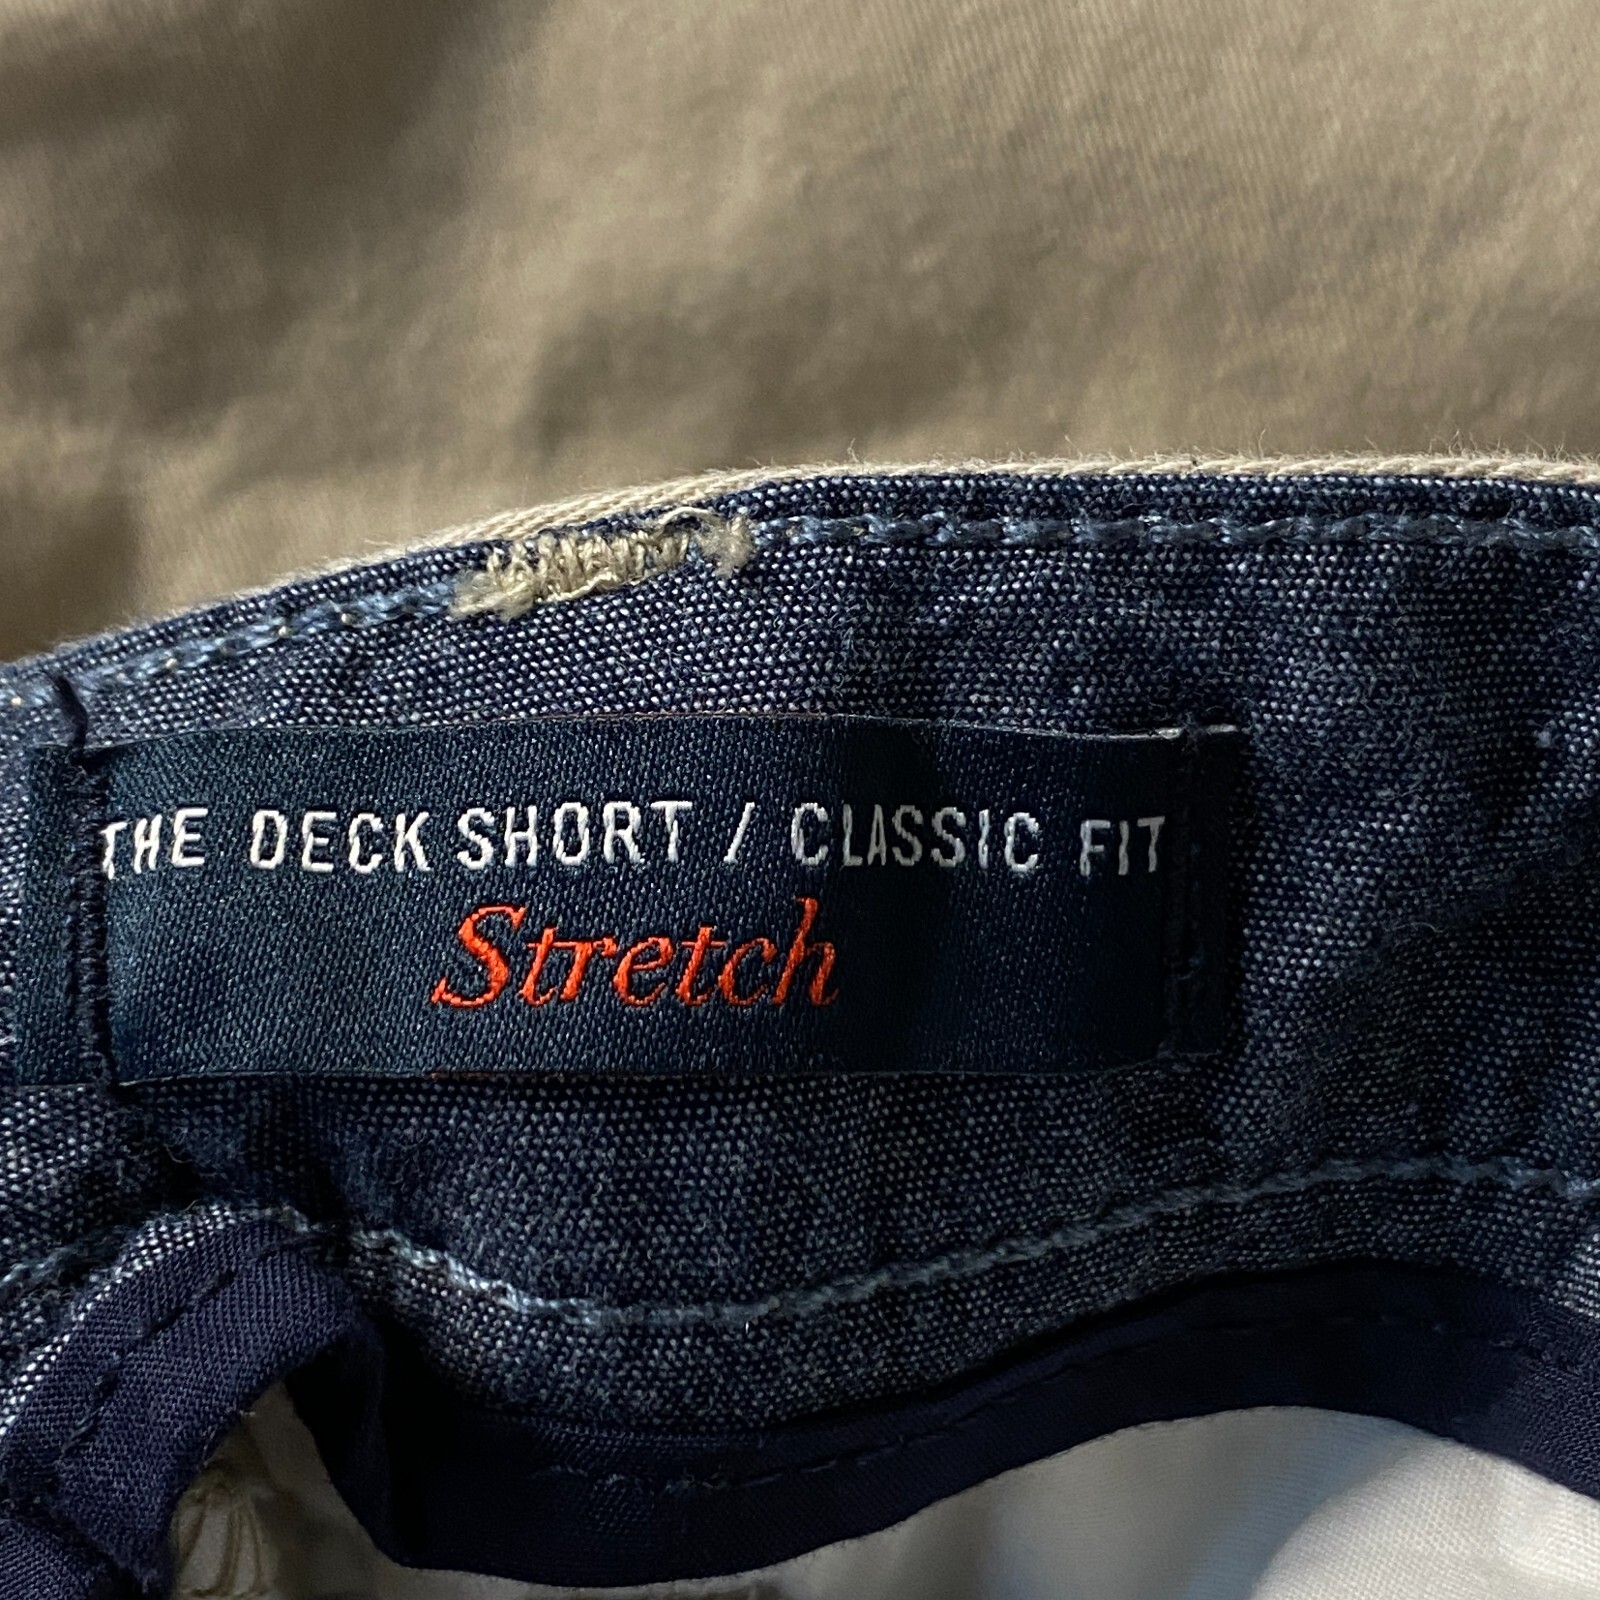 THE DECK SHORT / CLASSIC FIT
Stretch